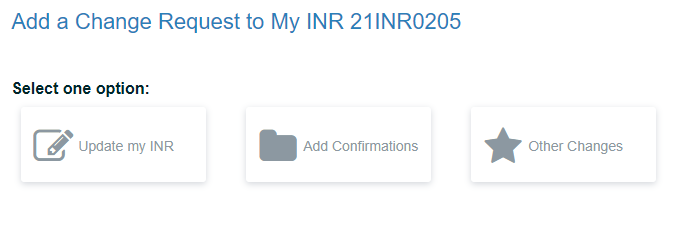 Add a Change Request to My INR 21INR0205
Select one option:
Update my INR
Add Confirmations
Other Changes